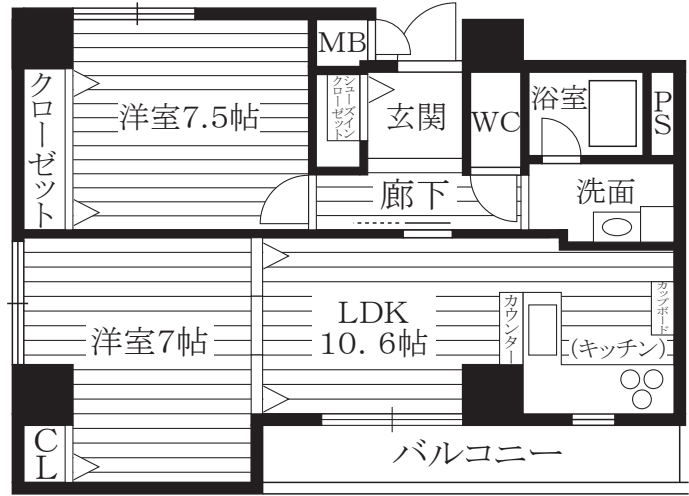 MB
クローゼット
洋室7.5帖
シューズイン
クローゼット
玄関
WC
浴室
PS
廊下
洗面
洋室7帖
LDK
10. 6帖
カウンター
カップボード
(キッチン)
CL
バルコニー